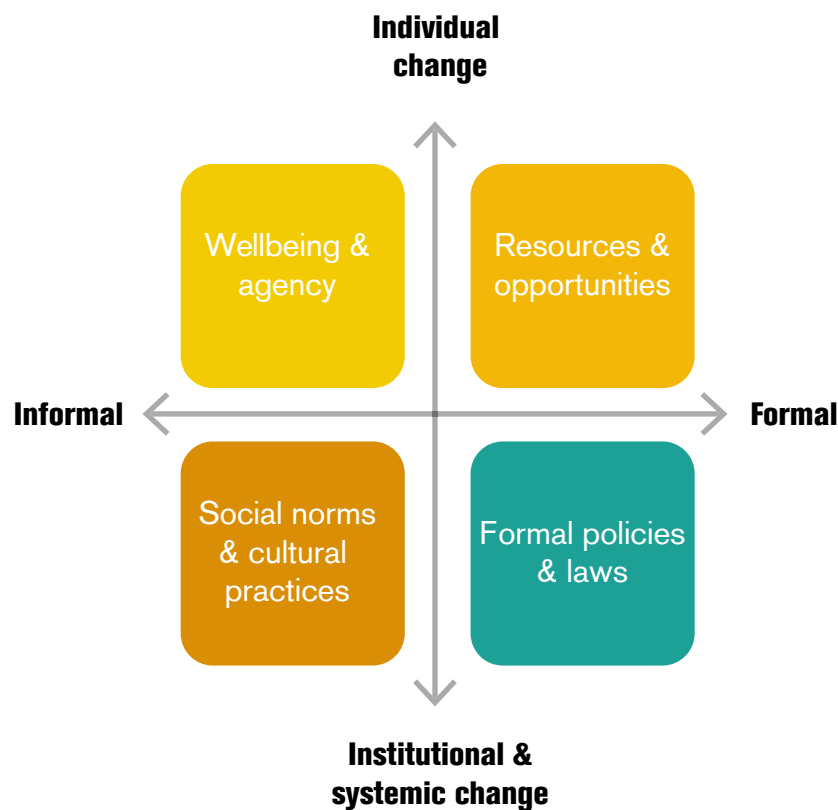 Individual
change
Wellbeing &
agency
Resources &
opportunities
Informal
Formal
Social norms
& cultural
practices
Formal policies
& laws
Institutional &
systemic change